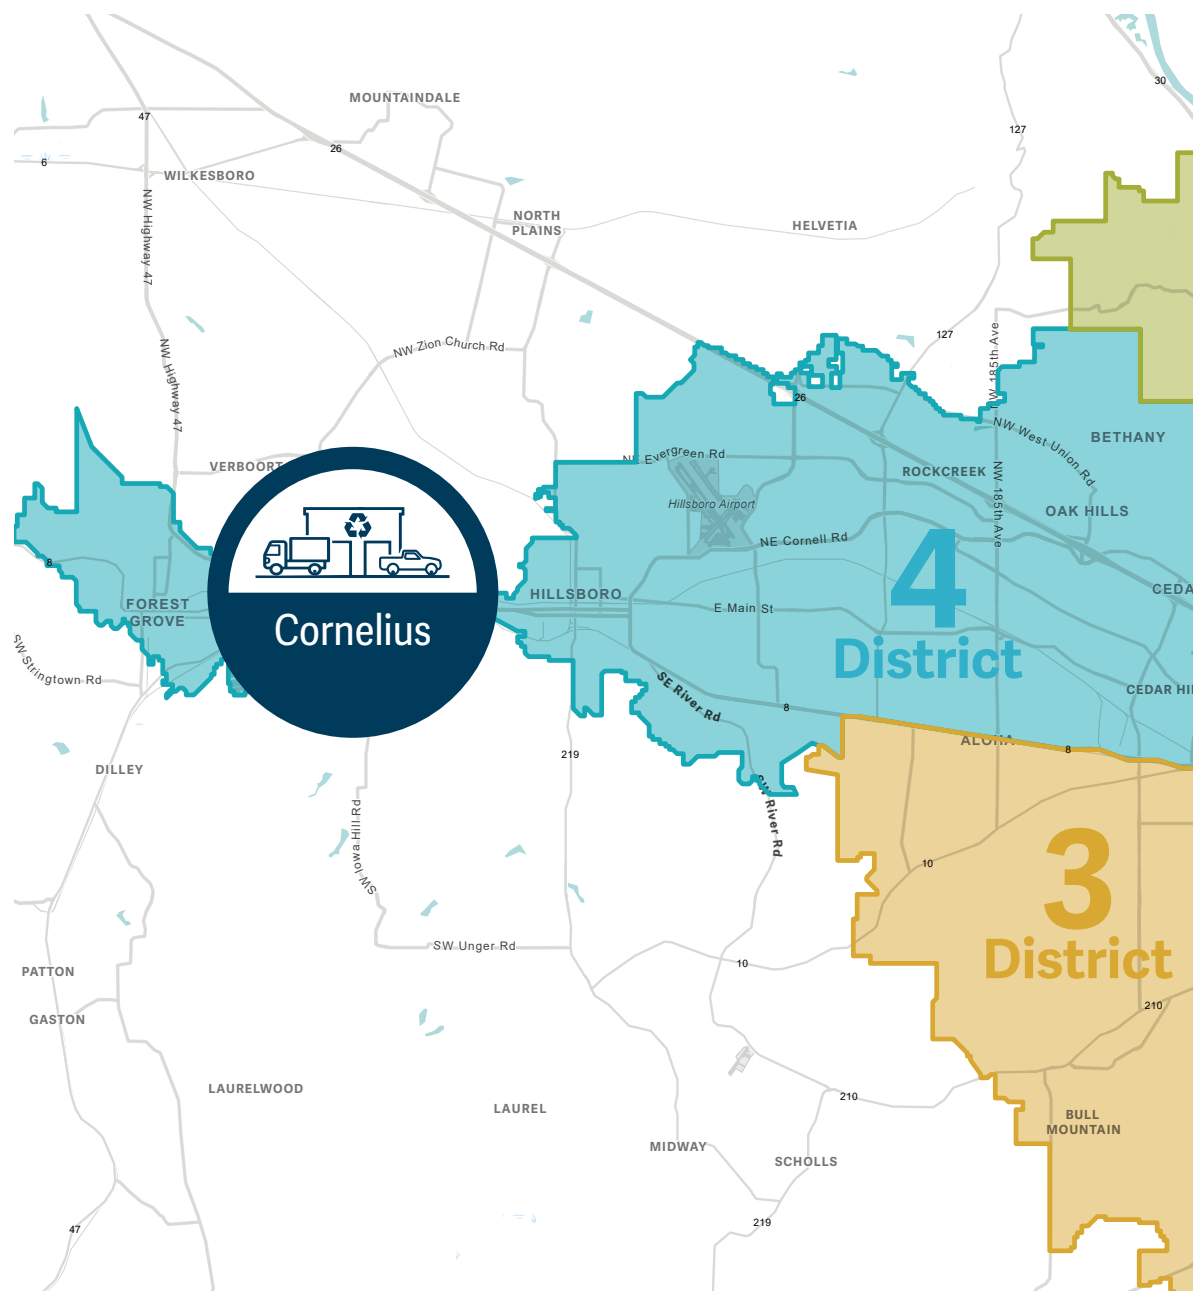 30
MOUNTAINDALE
47
127
26
6
WILKESBORO
NORTH
PLAINS
HELVETIA
NW Highway 47
127
NW Zion Church Rd
NW Highway 47
NW 185th Ave
26
NW West Union Rd
BETHANY
NE Evergreen Rd
VERBOORT
ROCKCREEK
NW 185th Ave
Hillsboro Airport
OAK HILLS
NE Cornell Rd
8
4
District
CEDA
HILLSBORO
FOREST
GROVE
E Main St
Cornelius
SW Stringtown Rd
SE River Rd
CEDAR HI
8
ALOHA
8
219
DILLEY
SW River Rd
SW Iowa Hill Rd
3
District
10
SW Unger Rd
10
PATTON
210
GASTON
LAURELWOOD
210
LAUREL
BULL
MOUNTAIN
MIDWAY
SCHOLLS
219
47